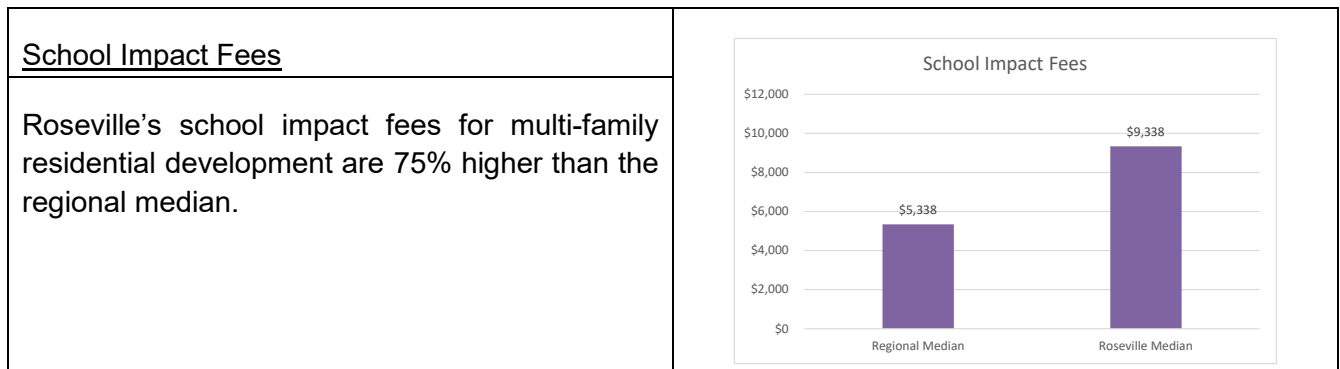 School Impact Fees
Roseville's school impact fees for multi-family
residential development are 75% higher than the
regional median.
School Impact Fees
$12,000
$10,000
$8,000
$6,000
$4,000
$2,000
$0
$5,338
$9,338
Regional Median
Roseville Median